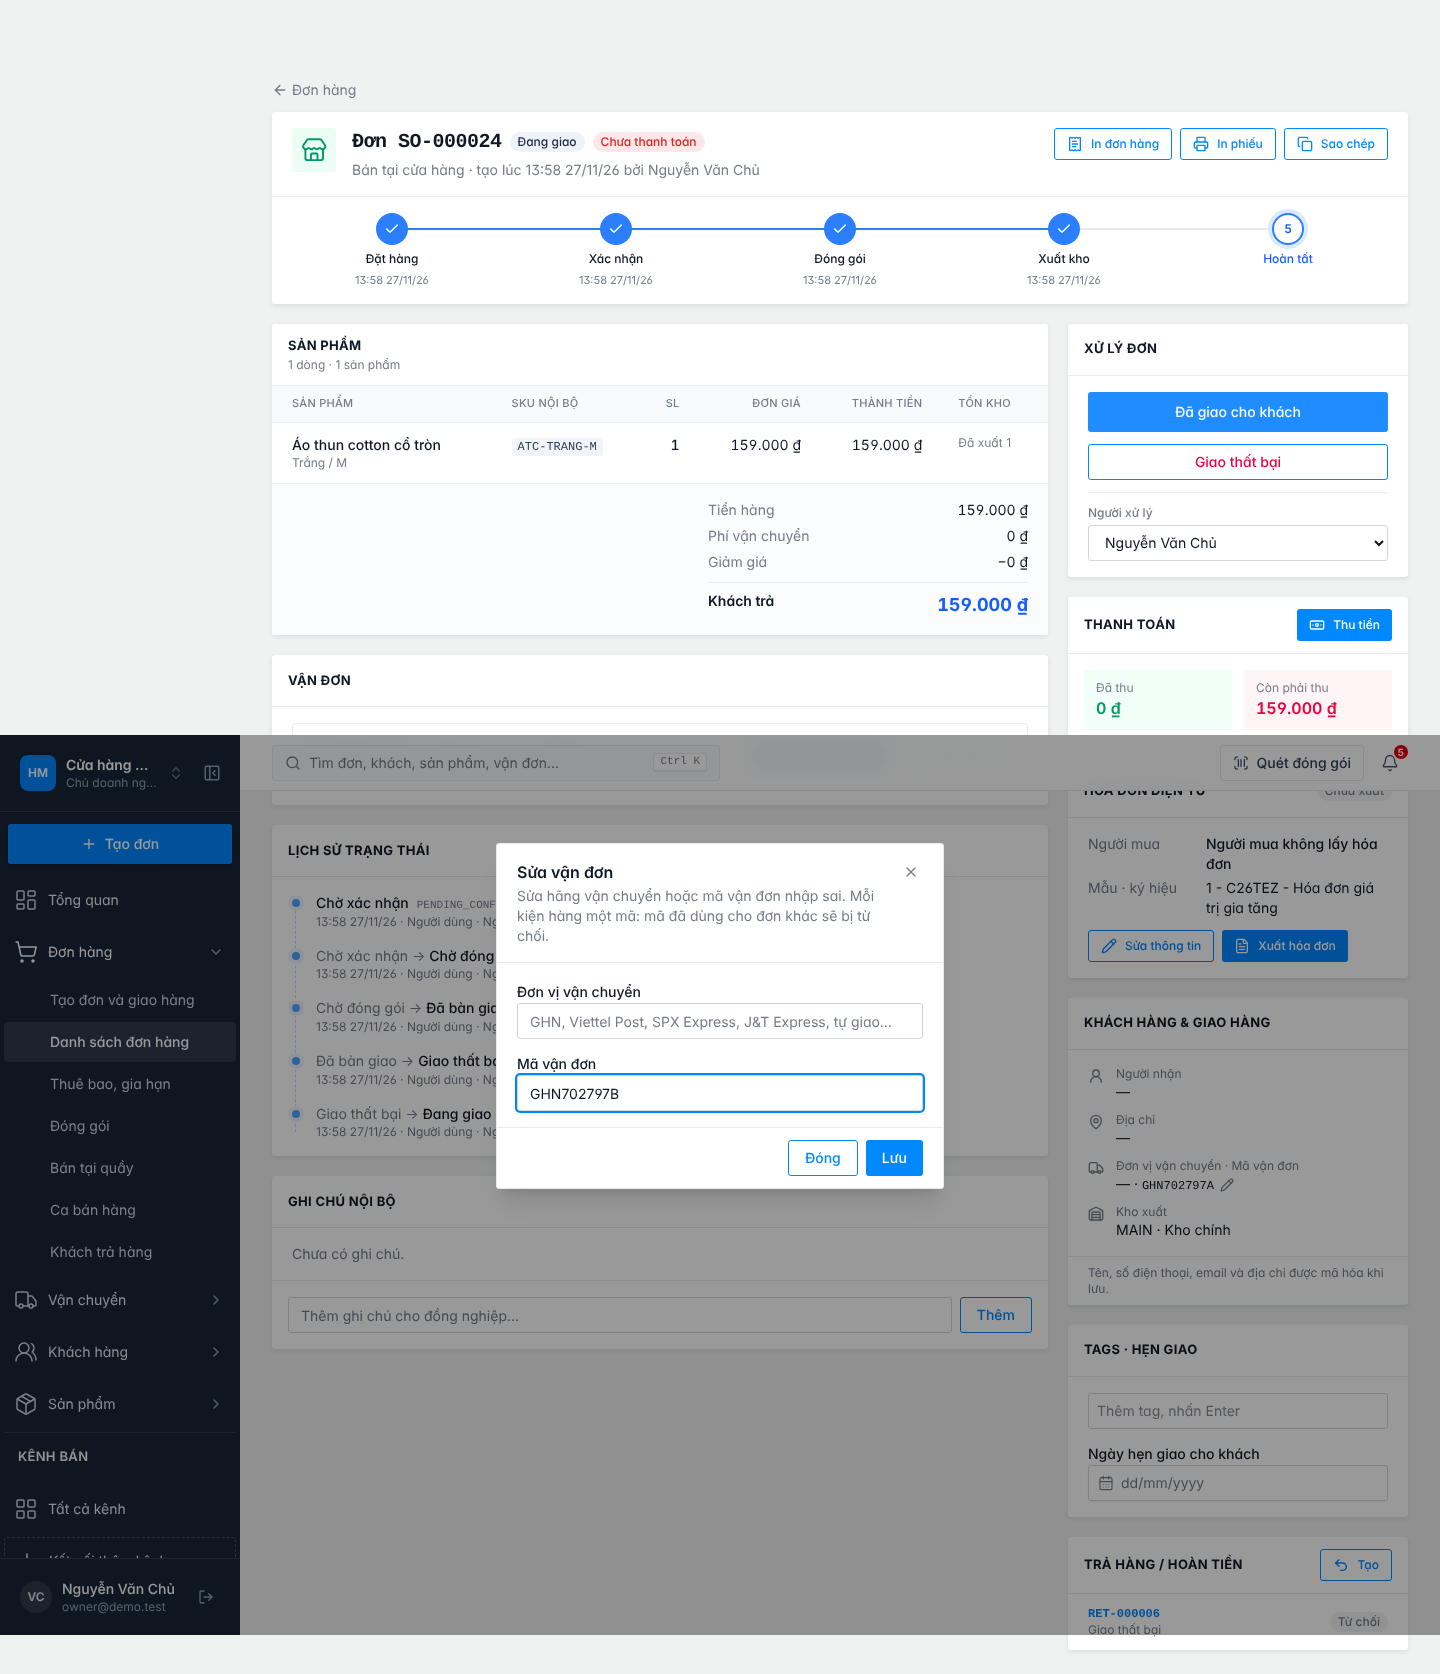 Đơn hàng
Đơn SO-000024 Đang giao Chưa thanh toán
Bán tại cửa hàng · tạo lúc 13:58 27/11/26 bởi Nguyễn Văn Chủ
In đơn hàng
In phiếu
Sao chép
Đặt hàng
13:58 27/11/26
Xác nhận
13:58 27/11/26
Đóng gói
13:58 27/11/26
Xuất kho
13:58 27/11/26
5
Hoàn tất
SẢN PHẨM
1 dòng · 1 sản phẩm
SẢN PHẨM SKU NỘI BỘ SL ĐƠN GIÁ THÀNH TIỀN TỒN KHO
Áo thun cotton cổ tròn ATC-TRANG-M 1 159.000 ₫ 159.000 ₫ Đã xuất 1
Trắng / M
Tiền hàng 159.000 ₫
Phí vận chuyển 0 ₫
Giảm giá −0 ₫
Khách trả 159.000 ₫
VẬN ĐƠN
XỬ LÝ ĐƠN
Đã giao cho khách
Giao thất bại
Người xử lý
Nguyễn Văn Chủ
THANH TOÁN Thu tiền
Đã thu
0 ₫
Còn phải thu
159.000 ₫
HM Cửa hàng ...
Chủ doanh ng...
Tạo đơn
Tổng quan
Đơn hàng
Tạo đơn và giao hàng
Danh sách đơn hàng
Thuê bao, gia hạn
Đóng gói
Bán tại quầy
Ca bán hàng
Khách trả hàng
Vận chuyển
Khách hàng
Sản phẩm
KÊNH BÁN
Tất cả kênh
VC Nguyễn Văn Chủ
owner@demo.test
Tìm đơn, khách, sản phẩm, vận đơn... Ctrl K
Quét đóng gói
5
LỊCH SỬ TRẠNG THÁI
Chờ xác nhận PENDING_CONF
13:58 27/11/26 · Người dùng · Ng
Chờ xác nhận → Chờ đóng
13:58 27/11/26 · Người dùng · Ng
Chờ đóng gói → Đã bàn gia
13:58 27/11/26 · Người dùng · Ng
Đã bàn giao → Giao thất bạ
13:58 27/11/26 · Người dùng · Ng
Giao thất bại → Đang giao
13:58 27/11/26 · Người dùng · Ng
Sửa vận đơn
Sửa hãng vận chuyển hoặc mã vận đơn nhập sai. Mỗi
kiện hàng một mã: mã đã dùng cho đơn khác sẽ bị từ
chối.
Đơn vị vận chuyển
GHN, Viettel Post, SPX Express, J&T Express, tự giao...
Mã vận đơn
GHN702797B
Đóng
Lưu
GHI CHÚ NỘI BỘ
Chưa có ghi chú.
Thêm ghi chú cho đồng nghiệp...
Thêm
HÓA ĐƠN ĐIỆN TỬ Chưa xuất
Người mua Người mua không lấy hóa
đơn
Mẫu · ký hiệu 1 - C26TEZ - Hóa đơn giá
trị gia tăng
Sửa thông tin
Xuất hóa đơn
KHÁCH HÀNG & GIAO HÀNG
Người nhận
—
Địa chỉ
—
Đơn vị vận chuyển · Mã vận đơn
— · GHN702797A
Kho xuất
MAIN · Kho chính
Tên, số điện thoại, email và địa chỉ được mã hóa khi
lưu.
TAGS · HẸN GIAO
Thêm tag, nhấn Enter
Ngày hẹn giao cho khách
dd/mm/yyyy
TRẢ HÀNG / HOÀN TIỀN Tạo
RET-000006
Giao thất bại
Từ chối